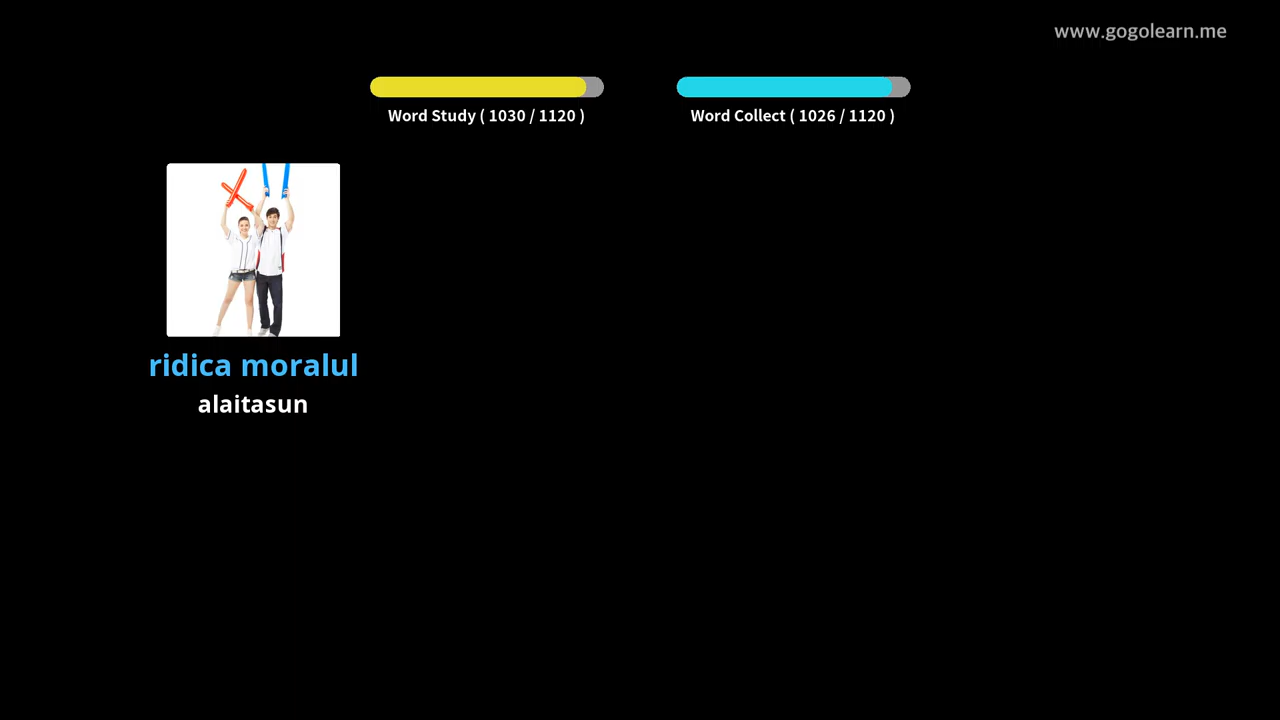 www.gogolearn.me
Word Study ( 1030 / 1120 )
Word Collect ( 1026 / 1120 )
ridica moralul
alaitasun